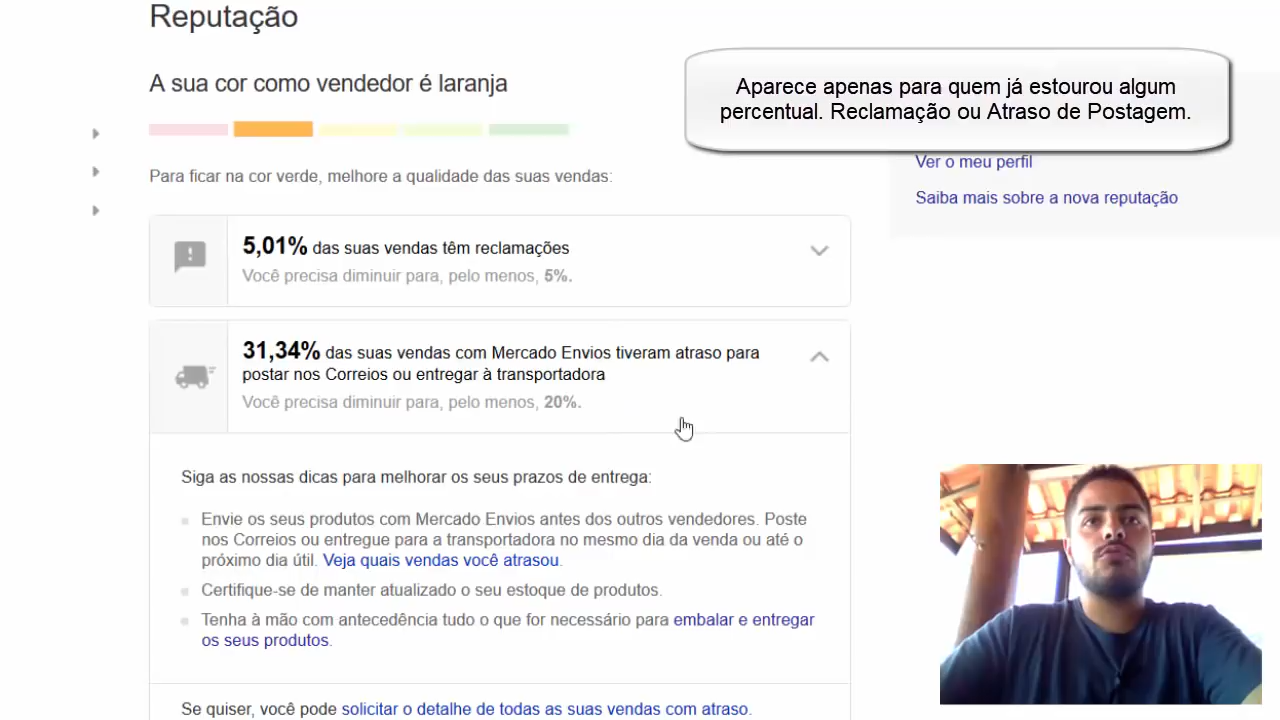 Reputação
A sua cor como vendedor é laranja
Aparece apenas para quem já estourou algum
percentual. Reclamação ou Atraso de Postagem.
Ver o meu perfil
Saiba mais sobre a nova reputação
Para ficar na cor verde, melhore a qualidade das suas vendas:
5,01% das suas vendas têm reclamações
Você precisa diminuir para, pelo menos, 5%.
31,34% das suas vendas com Mercado Envios tiveram atraso para
postar nos Correios ou entregar à transportadora
Você precisa diminuir para, pelo menos, 20%.
Siga as nossas dicas para melhorar os seus prazos de entrega:
Envie os seus produtos com Mercado Envios antes dos outros vendedores. Poste
nos Correios ou entregue para a transportadora no mesmo dia da venda ou até o
próximo dia útil. Veja quais vendas você atrasou.
Certifique-se de manter atualizado o seu estoque de produtos.
Tenha à mão com antecedência tudo o que for necessário para embalar e entregar
os seus produtos.
Se quiser, você pode solicitar o detalhe de todas as suas vendas com atraso.